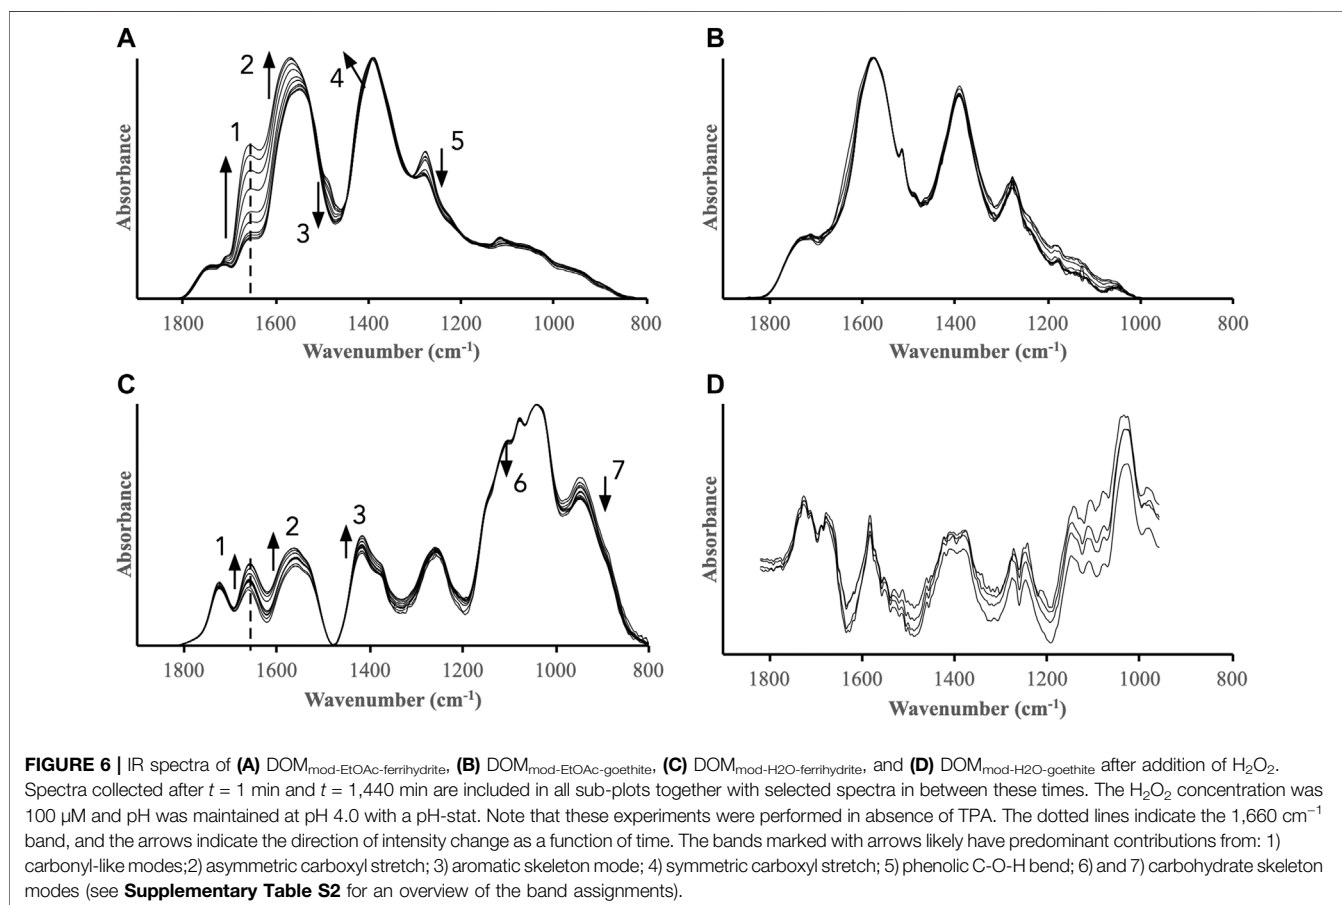 A
B
2
1
4
5
3
Absorbance
Absorbance
1800 1600 1400 1200 1000 800
1800 1600 1400 1200 1000 800
Wavenumber (cm⁻¹)
Wavenumber (cm⁻¹)
C
D
1
2
3
6
7
Absorbance
Absorbance
1800 1600 1400 1200 1000 800
1800 1600 1400 1200 1000 800
Wavenumber (cm⁻¹)
Wavenumber (cm⁻¹)
FIGURE 6 | IR spectra of (A) DOMmod-EtOAc-ferrihydrite, (B) DOMmod-EtOAc-goethite, (C) DOMmod-H2O-ferrihydrite, and (D) DOMmod-H2O-goethite after addition of H₂O₂.
Spectra collected after t = 1 min and t = 1,440 min are included in all sub-plots together with selected spectra in between these times. The H₂O₂ concentration was
100 µM and pH was maintained at pH 4.0 with a pH-stat. Note that these experiments were performed in absence of TPA. The dotted lines indicate the 1,660 cm⁻¹
band, and the arrows indicate the direction of intensity change as a function of time. The bands marked with arrows likely have predominant contributions from: 1)
carbonyl-like modes;2) asymmetric carboxyl stretch; 3) aromatic skeleton mode; 4) symmetric carboxyl stretch; 5) phenolic C-O-H bend; 6) and 7) carbohydrate skeleton
modes (see Supplementary Table S2 for an overview of the band assignments).